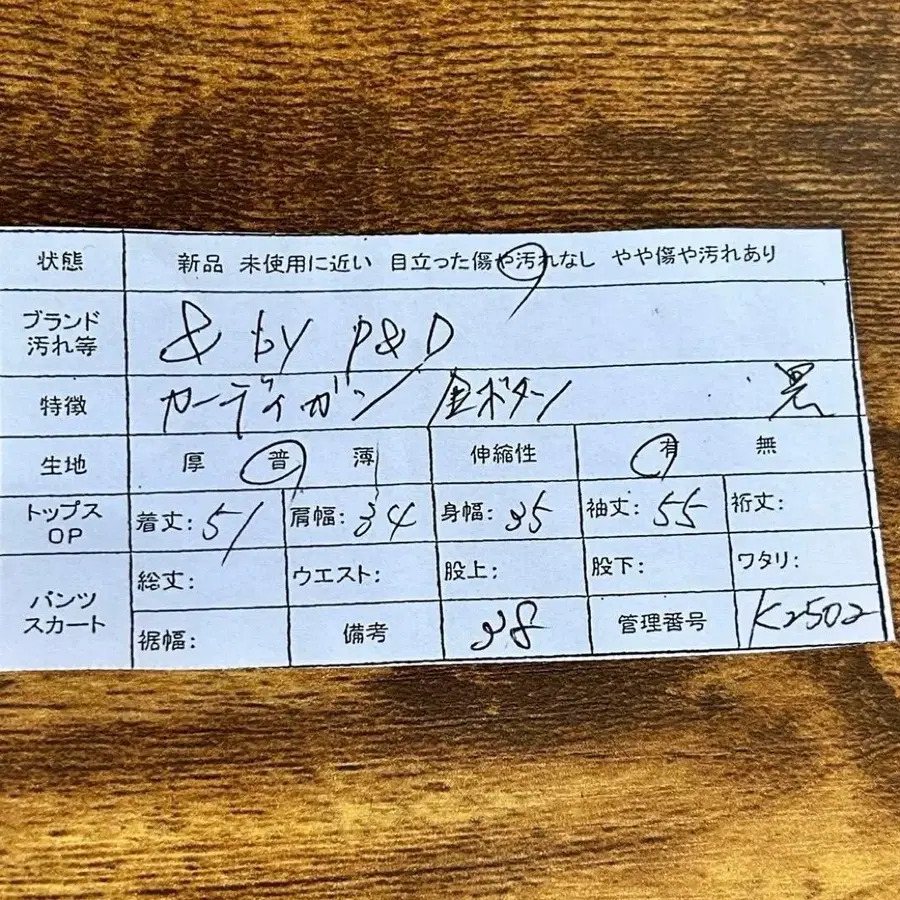 状態 新品 未使用に近い 目立った傷や汚れなし やや傷や汚れあり
ブランド
汚れ等 & by P&D
特徴 カーディガン 金ボタン 黒
生地 厚 普 薄 伸縮性 有 無
トップス
OP 着丈: 51 肩幅: 34 身幅: 35 袖丈: 55 裄丈:
パンツ
スカート 総丈: ウエスト: 股上: 股下: ワタリ:
裾幅: 備考 38 管理番号 K2502